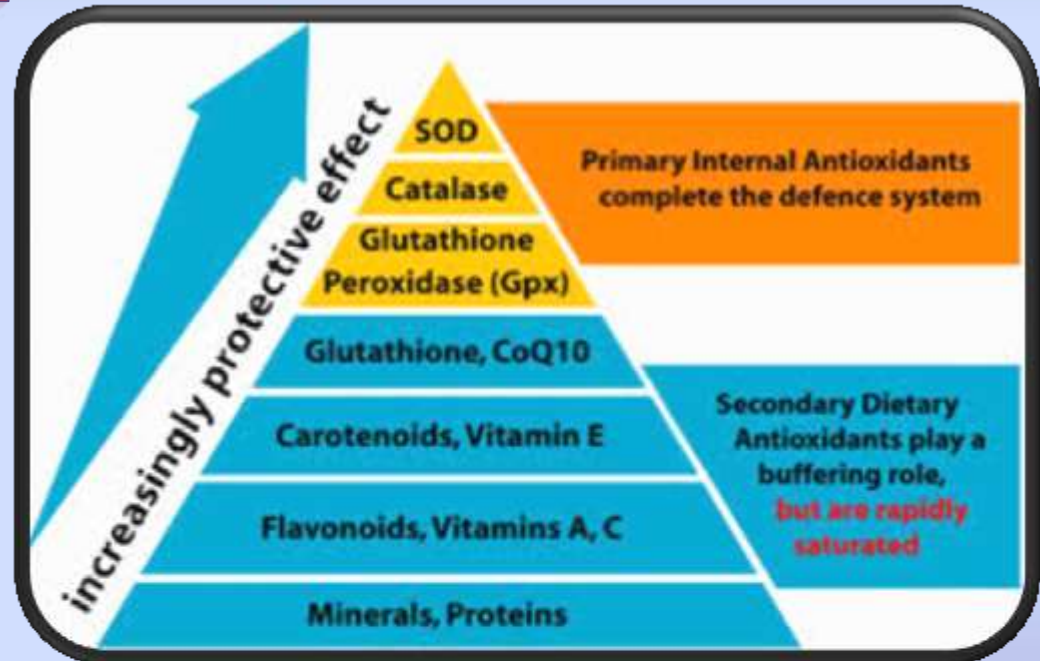 increasingly protective effect
SOD
Catalase
Glutathione
Peroxidase (Gpx)
Glutathione, CoQ10
Carotenoids, Vitamin E
Flavonoids, Vitamins A, C
Minerals, Proteins
Primary Internal Antioxidants
complete the defence system
Secondary Dietary
Antioxidants play a
buffering role,
but are rapidly
saturated